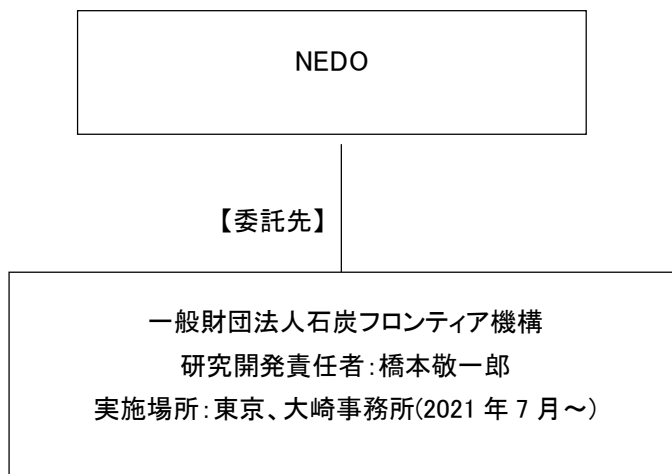 NEDO
【委託先】
一般財団法人石炭フロンティア機構
研究開発責任者：橋本敬一郎
実施場所：東京、大崎事務所(2021 年 7 月～)